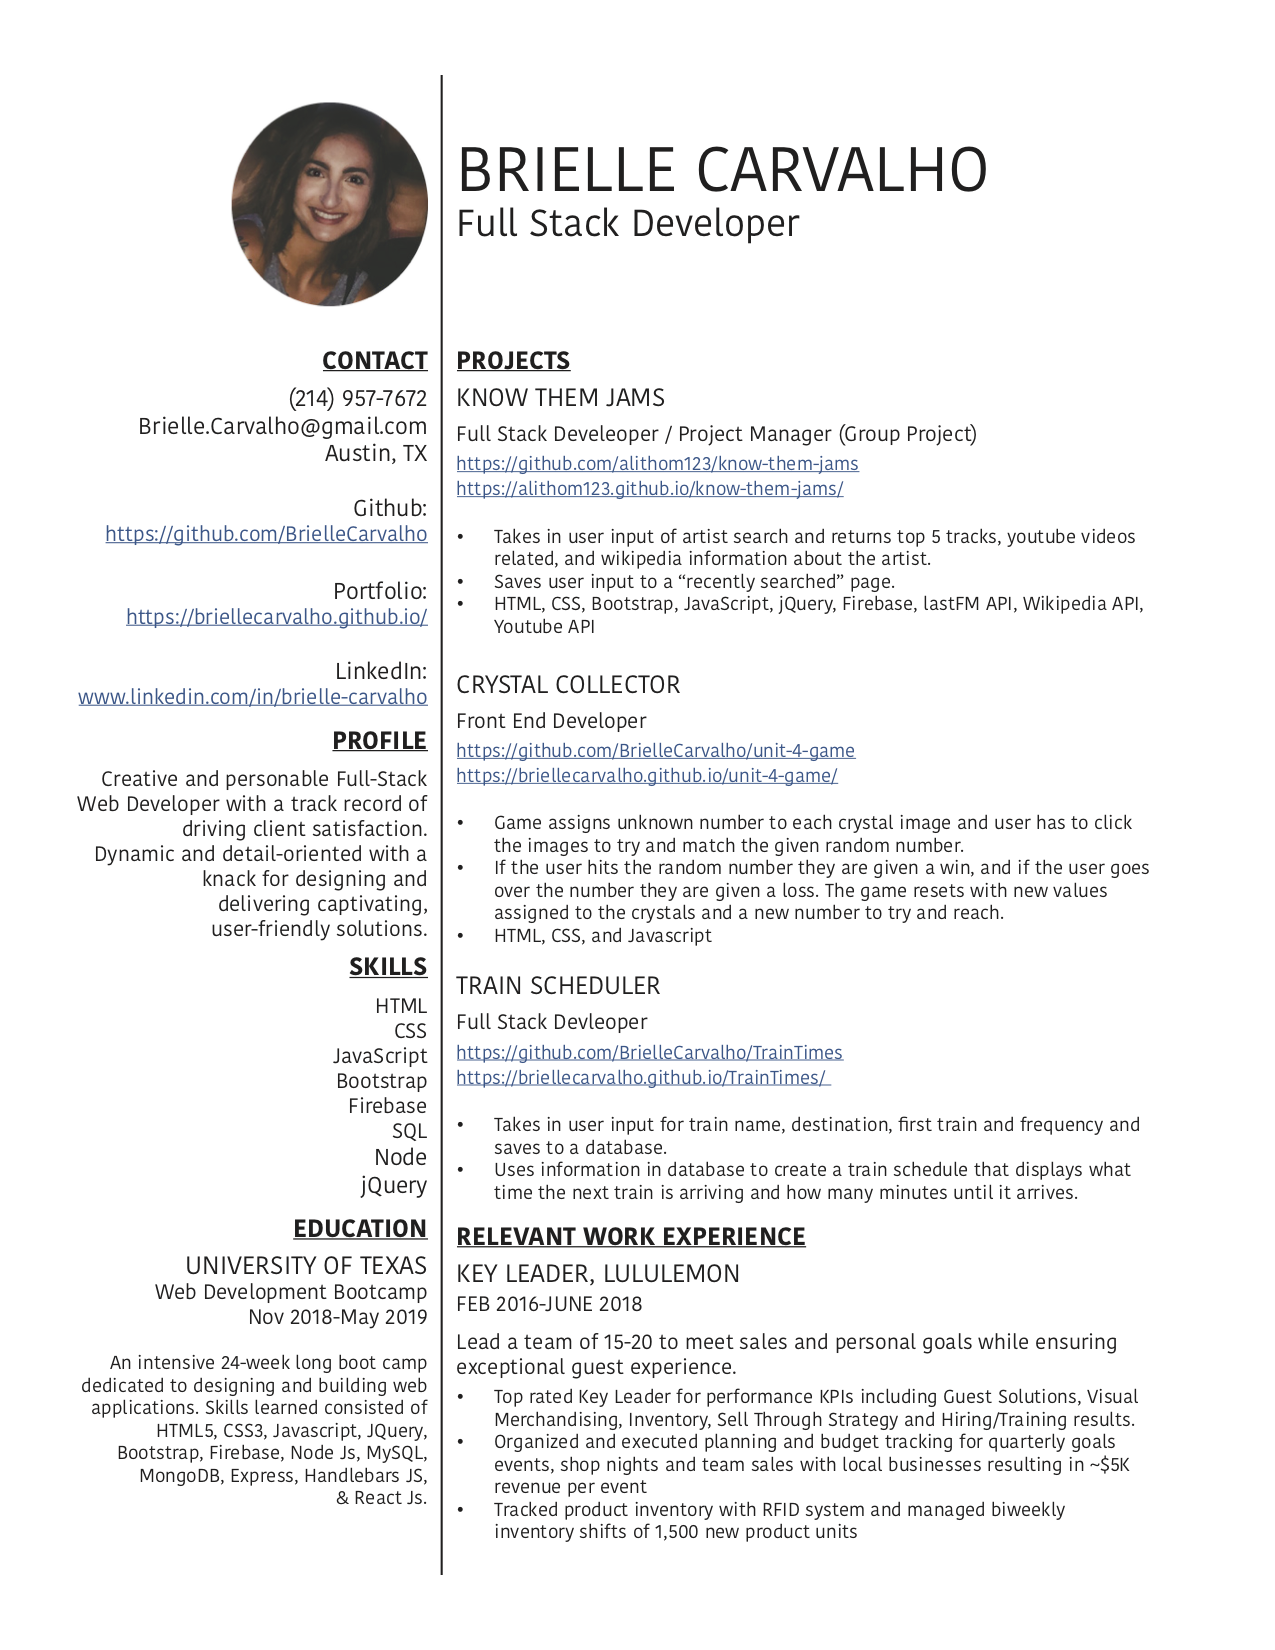 BRIELLE CARVALHO
Full Stack Developer
CONTACT
(214) 957-7672
Brielle.Carvalho@gmail.com
Austin, TX
Github:
https://github.com/BrielleCarvalho
Portfolio:
https://briellecarvalho.github.io/
LinkedIn:
www.linkedin.com/in/brielle-carvalho
PROFILE
Creative and personable Full-Stack
Web Developer with a track record of
driving client satisfaction.
Dynamic and detail-oriented with a
knack for designing and
delivering captivating,
user-friendly solutions.
SKILLS
HTML
CSS
JavaScript
Bootstrap
Firebase
SQL
Node
jQuery
EDUCATION
UNIVERSITY OF TEXAS
Web Development Bootcamp
Nov 2018-May 2019
An intensive 24-week long boot camp
dedicated to designing and building web
applications. Skills learned consisted of
HTML5, CSS3, Javascript, JQuery,
Bootstrap, Firebase, Node Js, MySQL,
MongoDB, Express, Handlebars JS,
& React Js.
PROJECTS
KNOW THEM JAMS
Full Stack Develeoper / Project Manager (Group Project)
https://github.com/alithom123/know-them-jams
https://alithom123.github.io/know-them-jams/
• Takes in user input of artist search and returns top 5 tracks, youtube videos
related, and wikipedia information about the artist.
• Saves user input to a “recently searched” page.
• HTML, CSS, Bootstrap, JavaScript, jQuery, Firebase, lastFM API, Wikipedia API,
Youtube API
CRYSTAL COLLECTOR
Front End Developer
https://github.com/BrielleCarvalho/unit-4-game
https://briellecarvalho.github.io/unit-4-game/
• Game assigns unknown number to each crystal image and user has to click
the images to try and match the given random number.
• If the user hits the random number they are given a win, and if the user goes
over the number they are given a loss. The game resets with new values
assigned to the crystals and a new number to try and reach.
• HTML, CSS, and Javascript
TRAIN SCHEDULER
Full Stack Devleoper
https://github.com/BrielleCarvalho/TrainTimes
https://briellecarvalho.github.io/TrainTimes/
• Takes in user input for train name, destination, first train and frequency and
saves to a database.
• Uses information in database to create a train schedule that displays what
time the next train is arriving and how many minutes until it arrives.
RELEVANT WORK EXPERIENCE
KEY LEADER, LULULEMON
FEB 2016-JUNE 2018
Lead a team of 15-20 to meet sales and personal goals while ensuring
exceptional guest experience.
• Top rated Key Leader for performance KPIs including Guest Solutions, Visual
Merchandising, Inventory, Sell Through Strategy and Hiring/Training results.
• Organized and executed planning and budget tracking for quarterly goals
events, shop nights and team sales with local businesses resulting in ~$5K
revenue per event
• Tracked product inventory with RFID system and managed biweekly
inventory shifts of 1,500 new product units